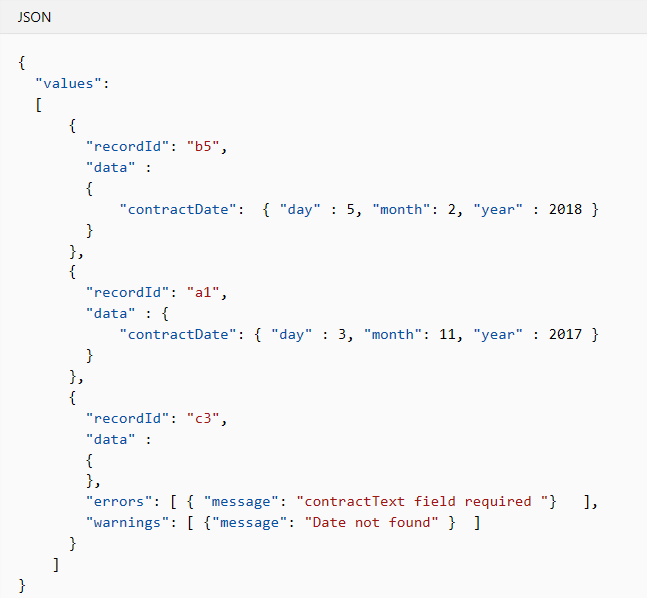 JSON
{
  "values":
  [
      {
        "recordId": "b5",
        "data" :
        {
            "contractDate":  { "day" : 5, "month": 2, "year" : 2018 }
        }
      },
      {
        "recordId": "a1",
        "data" : {
            "contractDate": { "day" : 3, "month": 11, "year" : 2017 }
        }
      },
      {
        "recordId": "c3",
        "data" :
        {
        },
        "errors": [ { "message": "contractText field required "}   ],
        "warnings": [ {"message": "Date not found" }  ]
      }
    ]
}